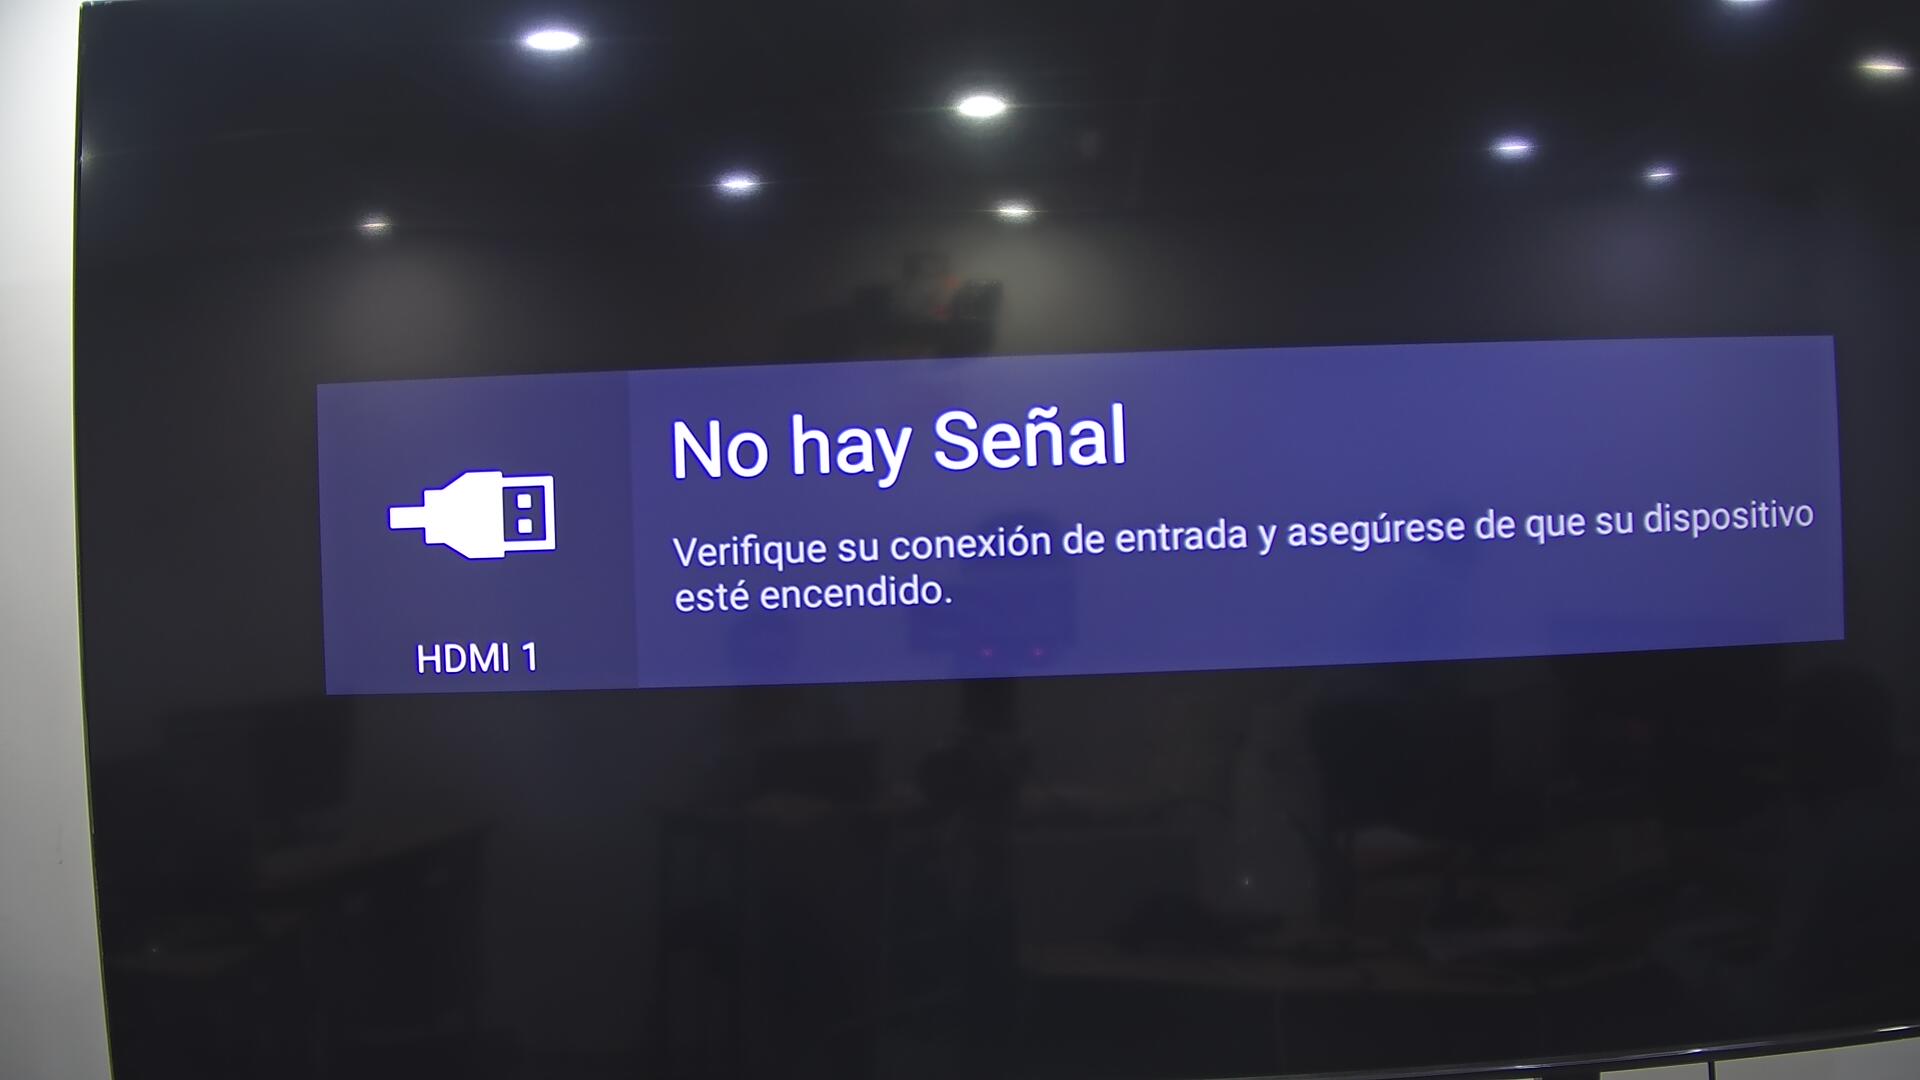 No hay Señal
Verifique su conexión de entrada y asegúrese de que su dispositivo
esté encendido.
HDMI 1